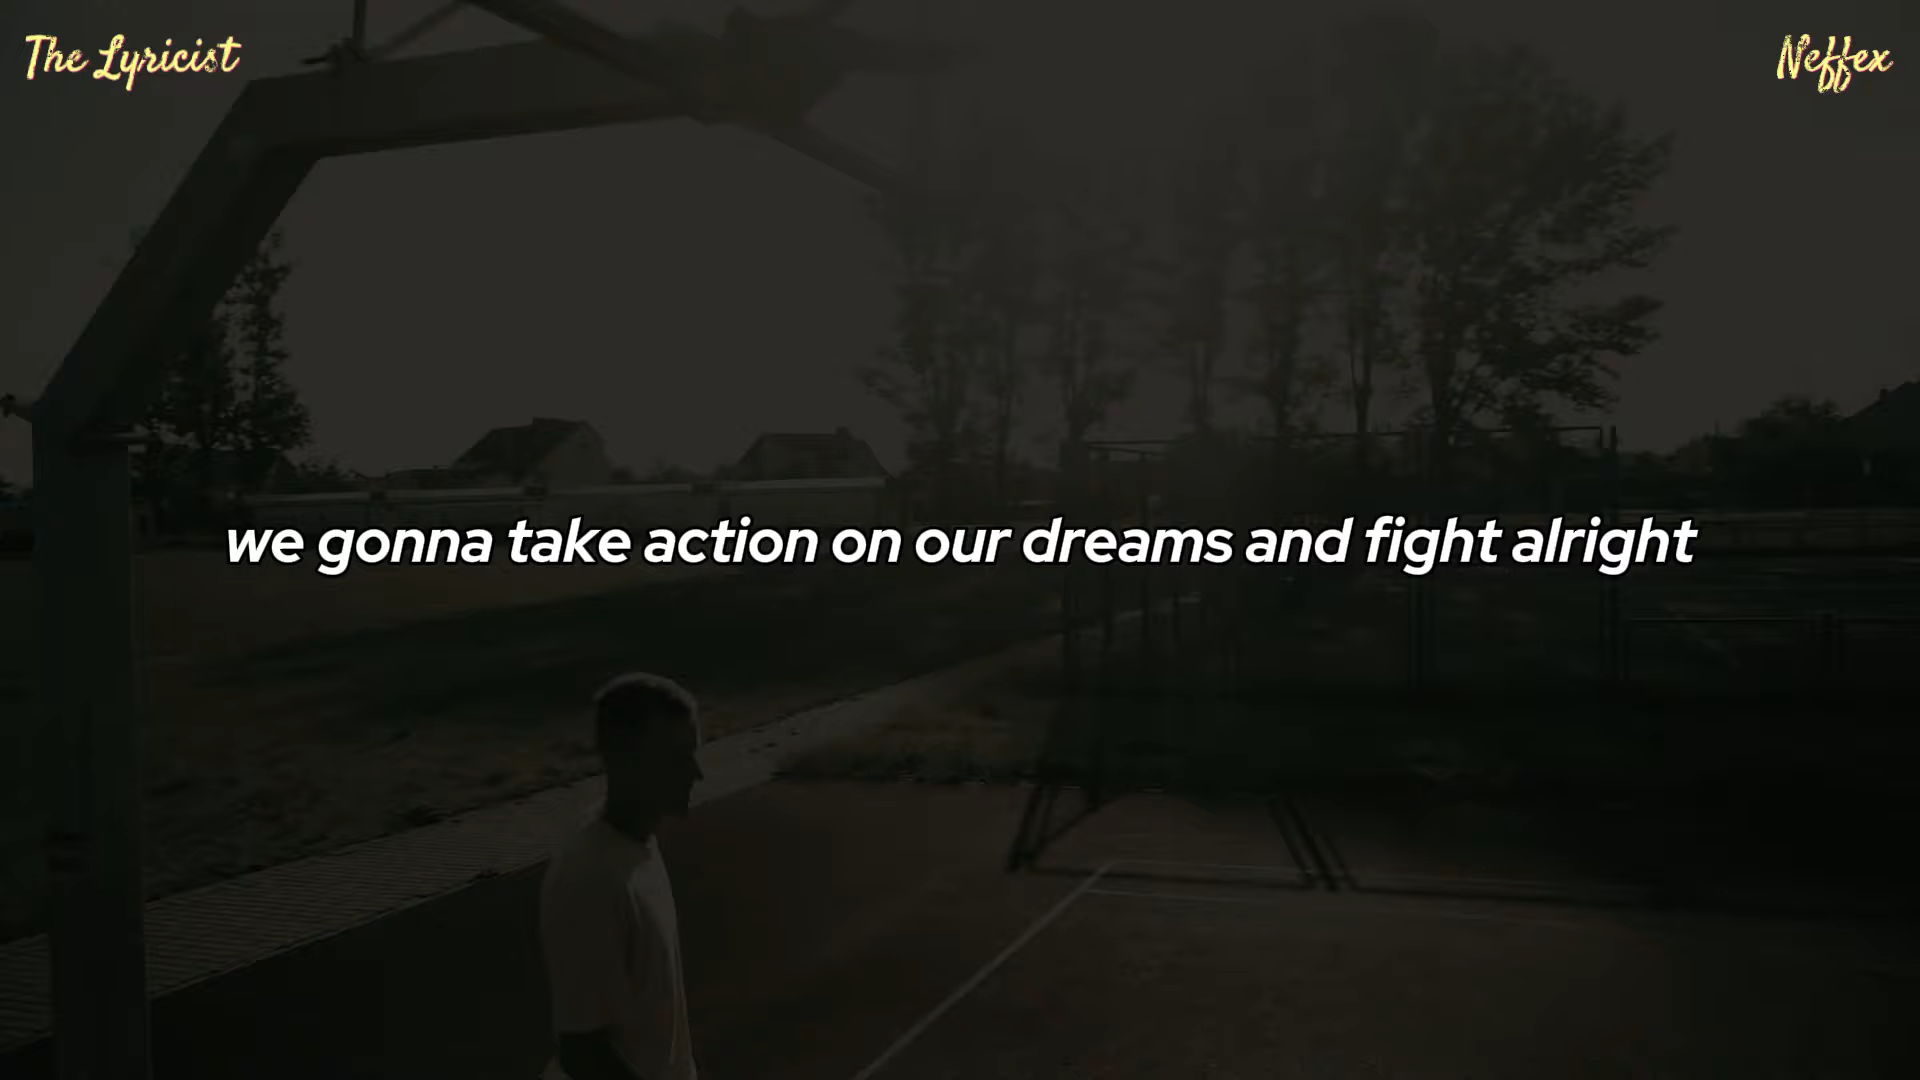 The Lyricist
Neffex
we gonna take action on our dreams and fight alright